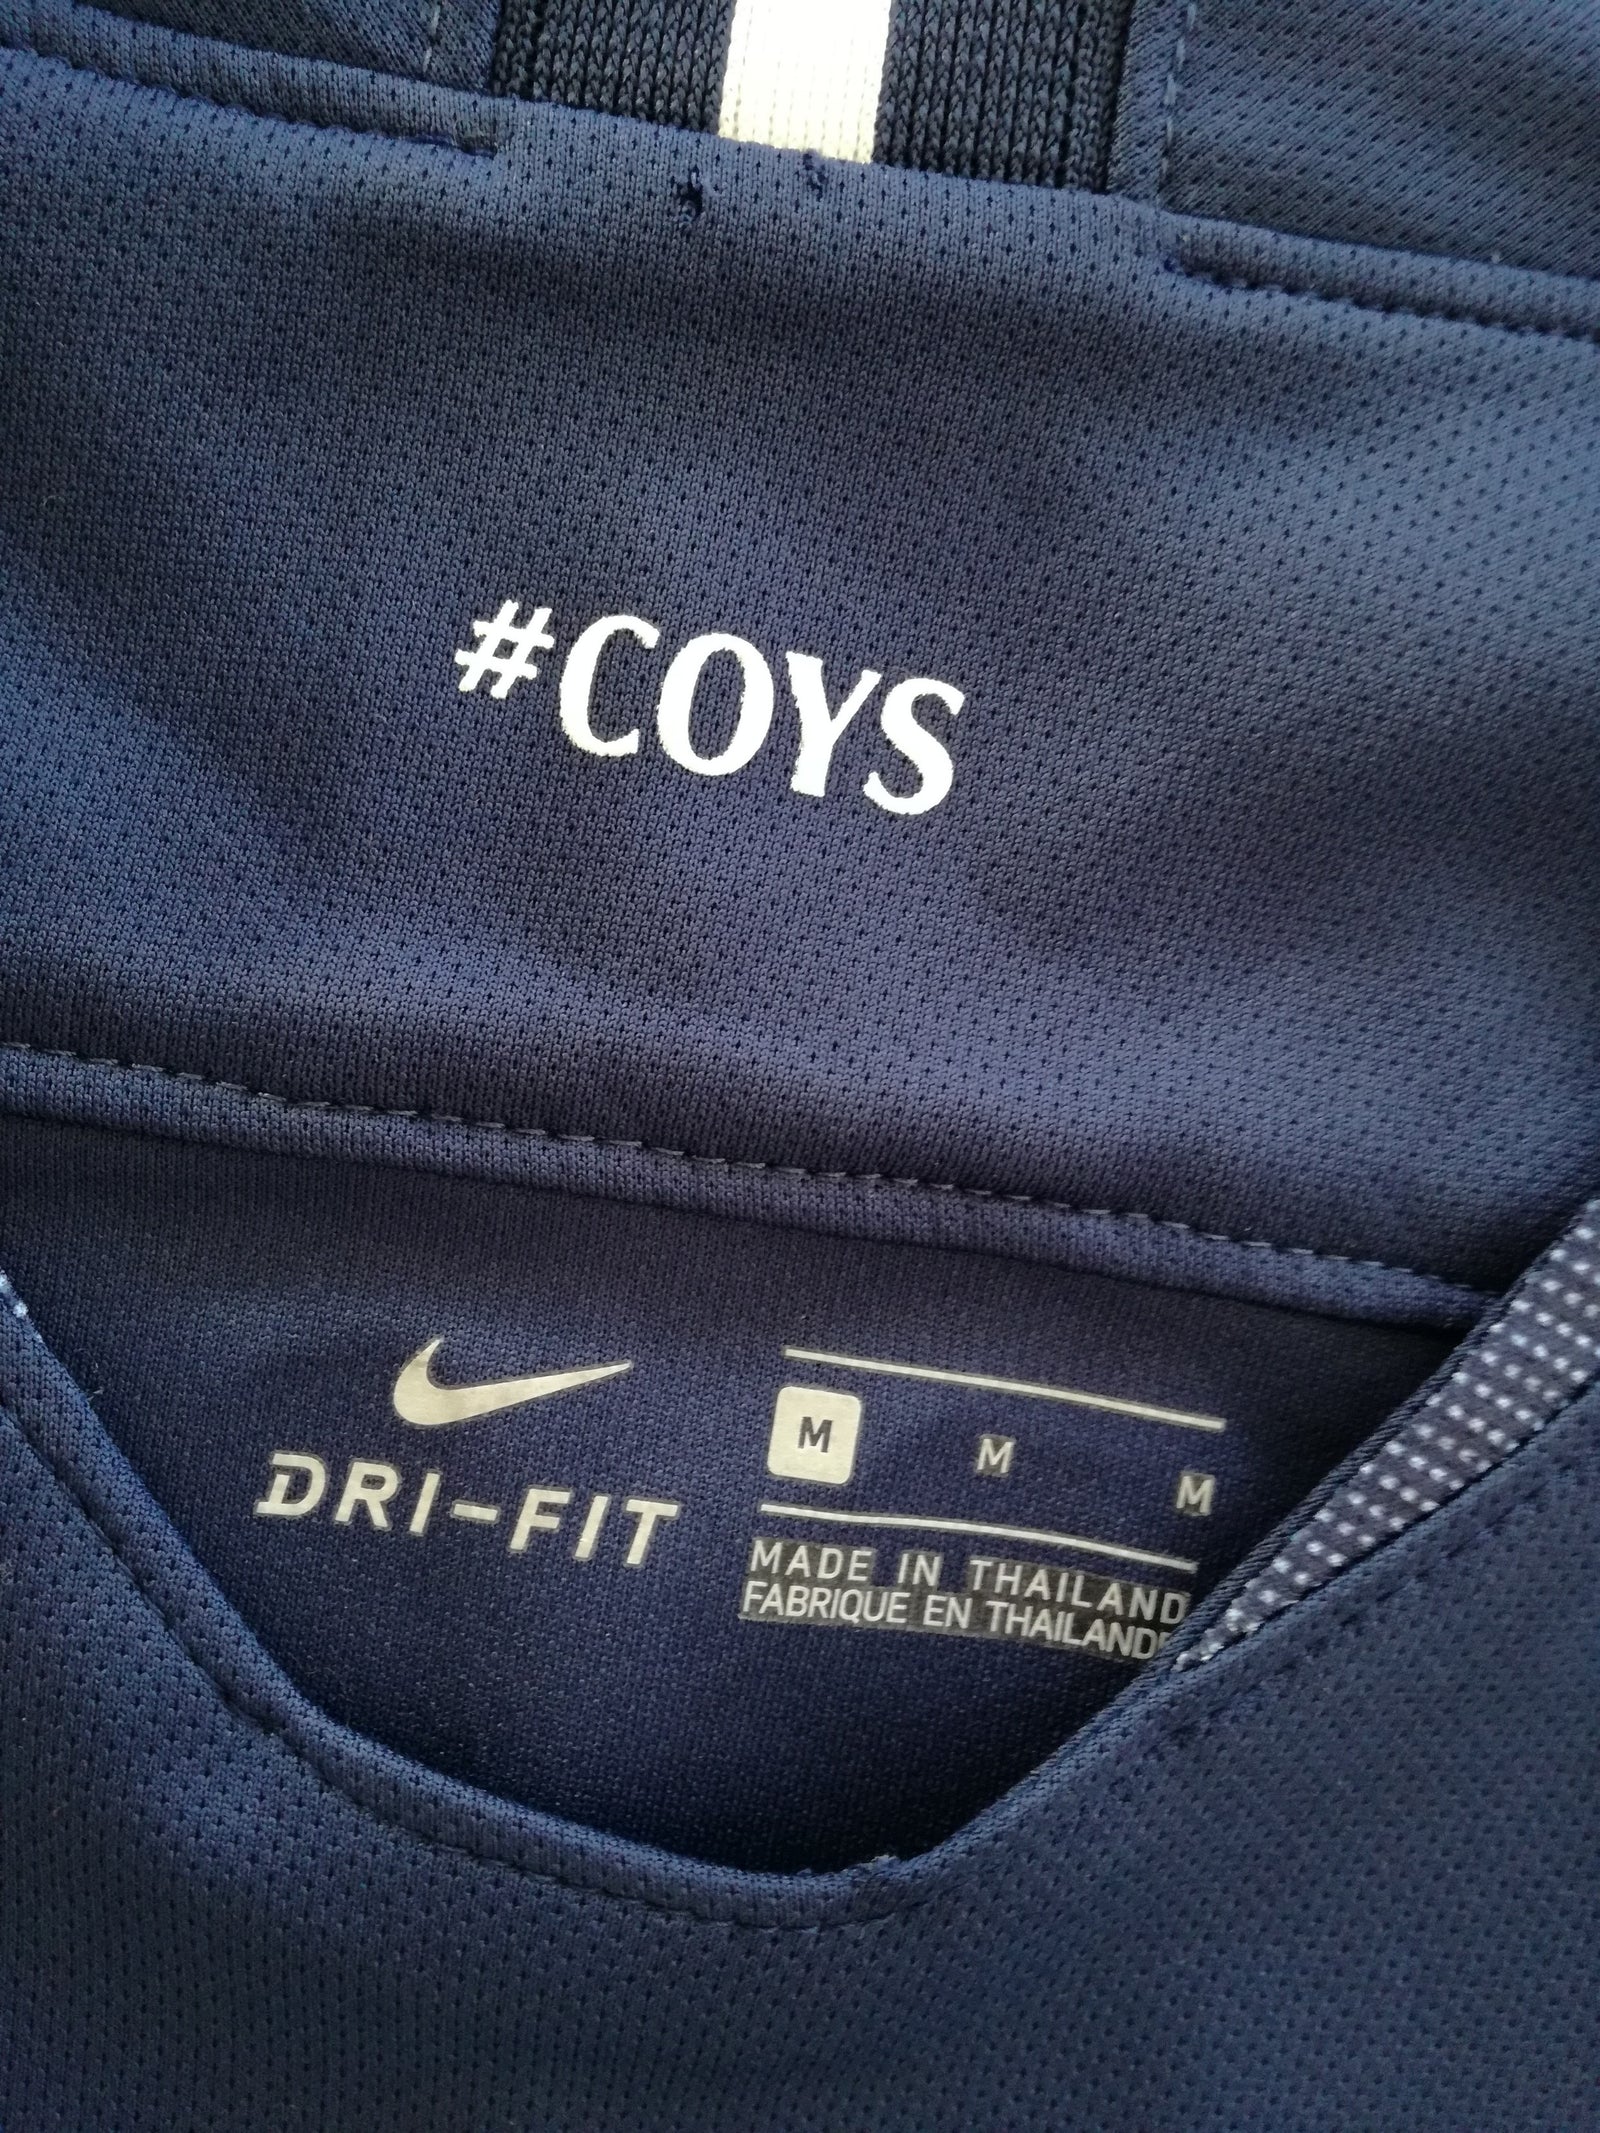 #COYS
DRI-FIT
M M M
MADE IN THAILAND
FABRIQUE EN THAILANDE